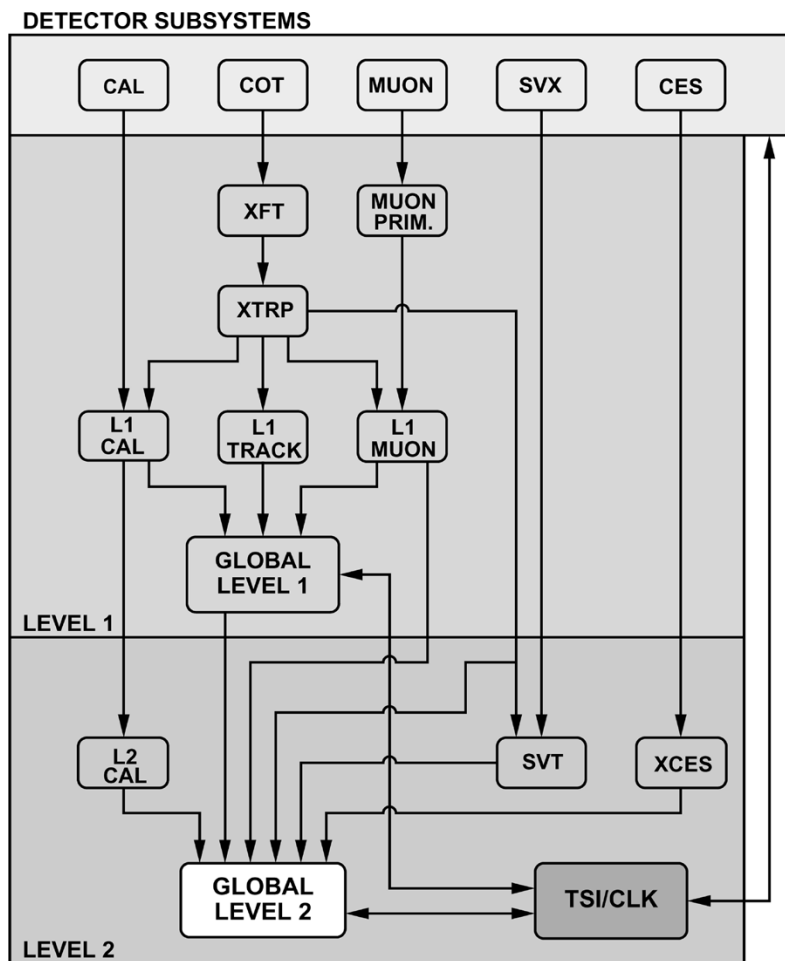 DETECTOR SUBSYSTEMS
CAL
COT
MUON
SVX
CES
XFT
MUON
PRIM.
XTRP
L1
CAL
L1
TRACK
L1
MUON
GLOBAL
LEVEL 1
LEVEL 1
L2
CAL
SVT
XCES
GLOBAL
LEVEL 2
TSI/CLK
LEVEL 2